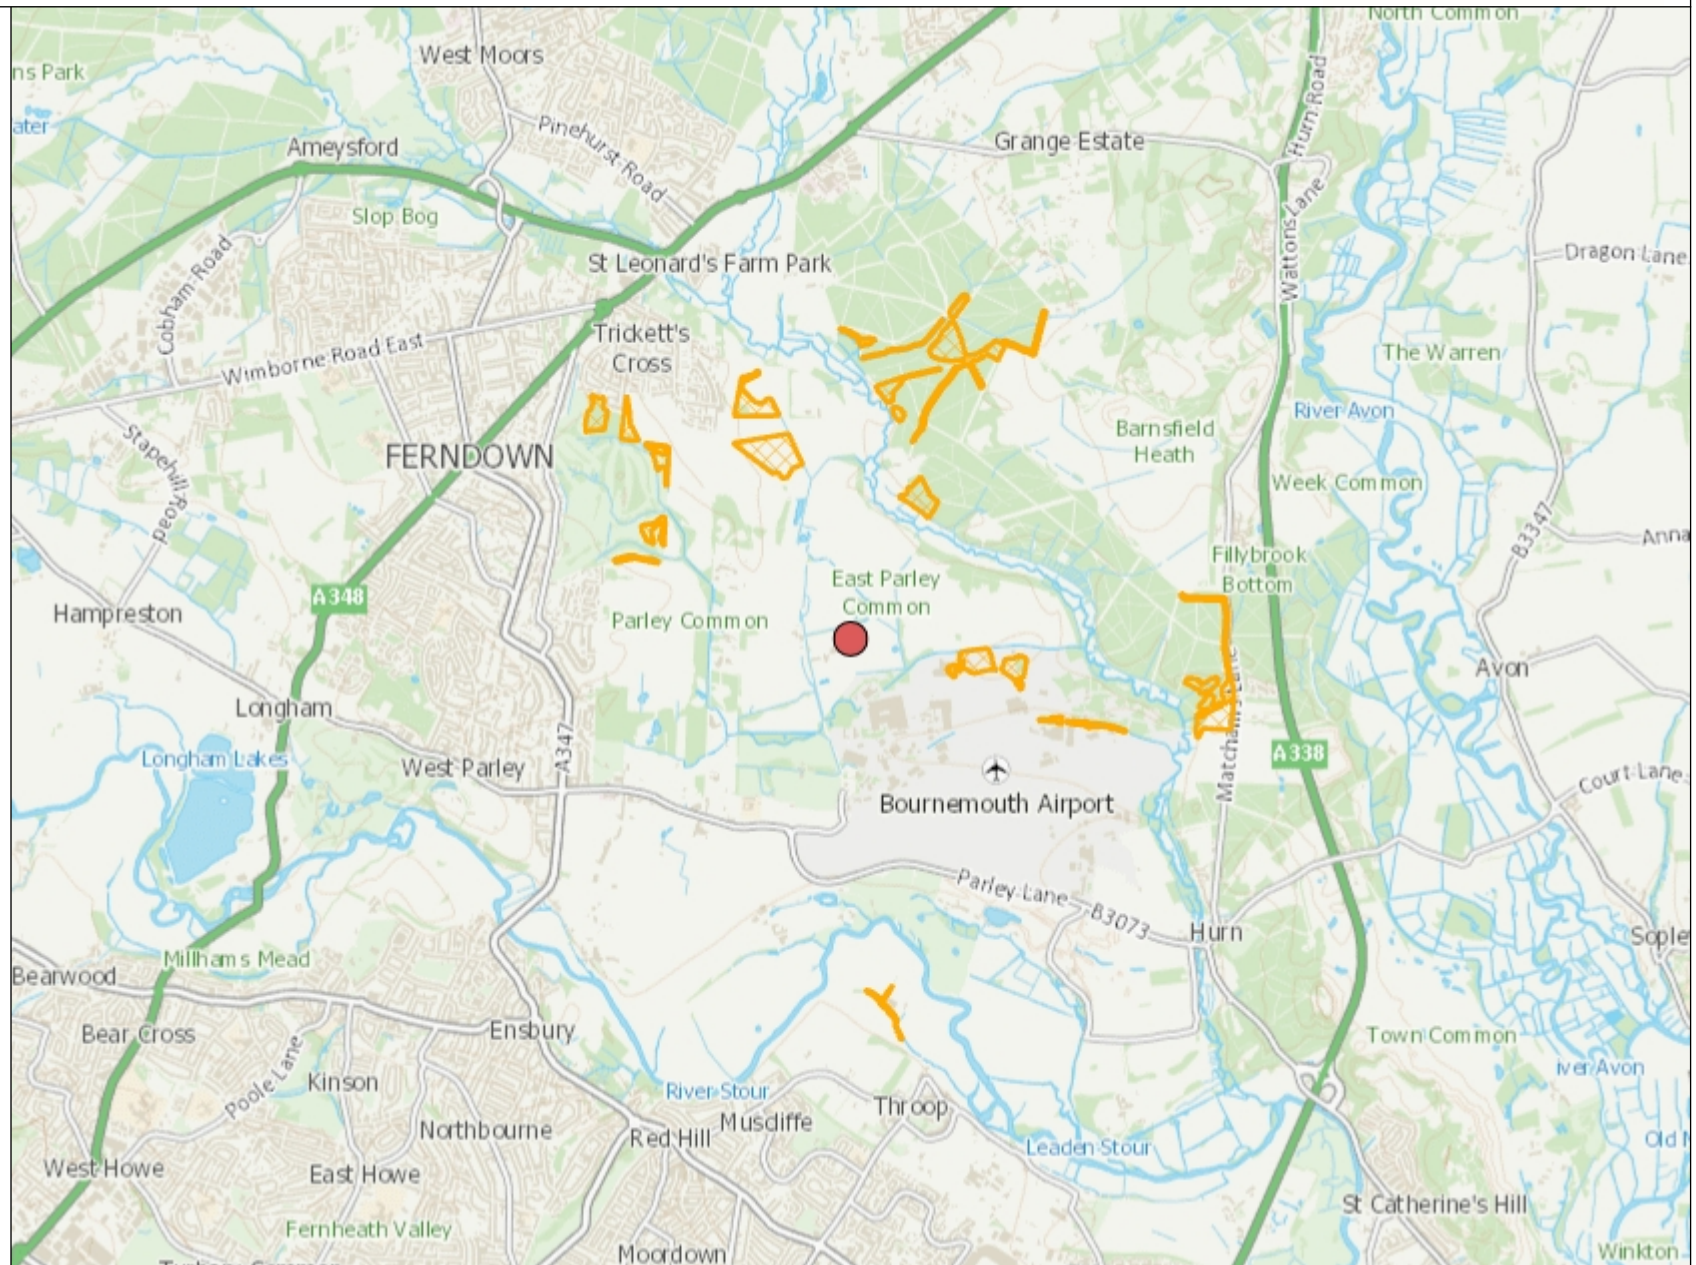 North Common
West Moors
ns Park
Hurn Road
ater
Pinehurst Road
Grange Estate
Ameysford
Slop Bog
Wattons Lane
Cobham Road
St Leonard's Farm Park
Dragon Lane
Trickett's
Cross
Wimborne Road East
The Warren
River Avon
Stapehill Road
FERNDOWN
Barnsfield
Heath
Week Common
B3347
Anna
Fillybrook
Bottom
East Parley
Common
A348
Hampreston
Parley Common
Avon
Longham
Matchams Lane
A347
Longham Lakes
West Parley
A338
Court Lane
Bournemouth Airport
Parley Lane
B3073
Hurn
Sople
Millhams Mead
Bearwood
Bear Cross
Ensbury
Town Common
Poole Lane
Kinson
River Stour
iver Avon
Throop
Muscliffe
Northbourne
Red Hill
Leaden Stour
Old
West Howe
East Howe
St Catherine's Hill
Fernheath Valley
Moordown
Winkton